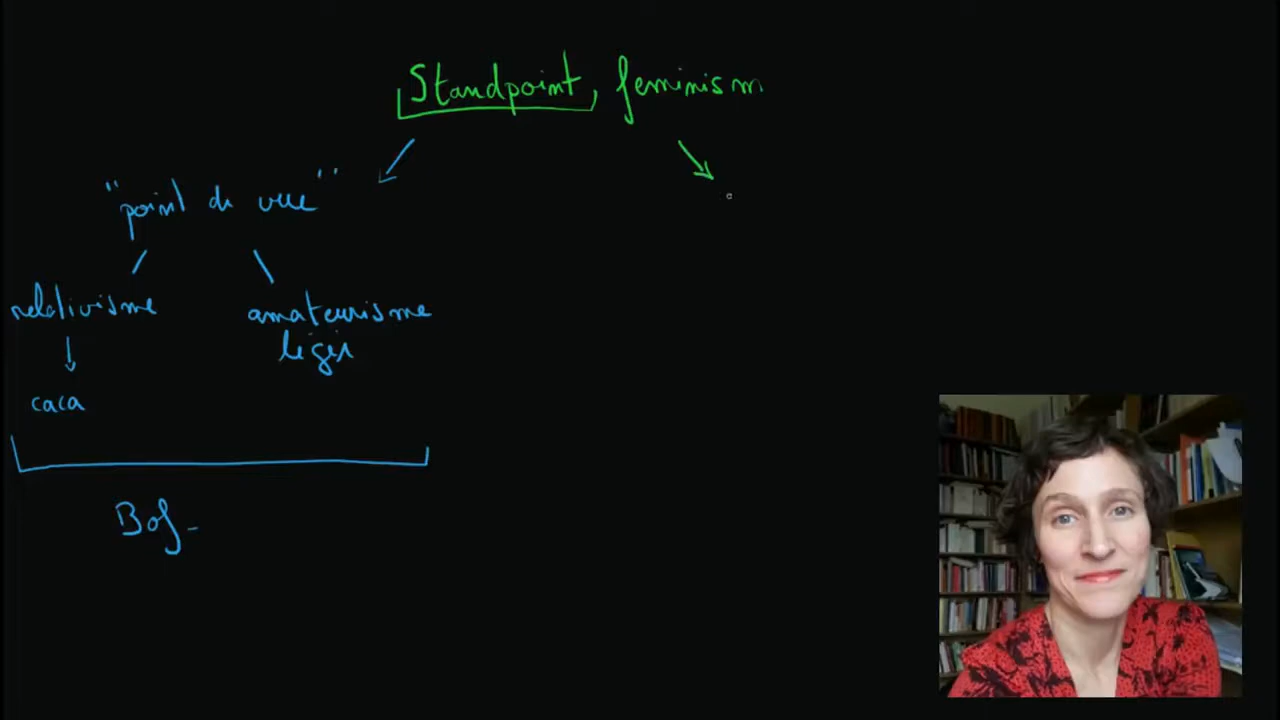 Standpoint, feminism
"point de vue"
relativisme
amateurisme
léger
caca
Bof -